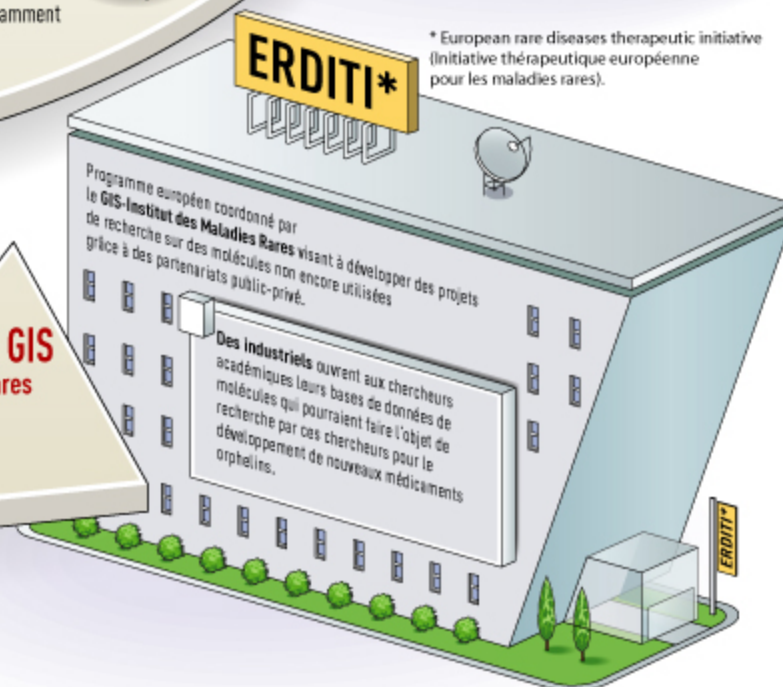 ERDITI*
* European rare diseases therapeutic initiative
(Initiative thérapeutique européenne
pour les maladies rares).
Programme européen coordonné par
le GIS-Institut des Maladies Rares visant à développer des projets
de recherche sur des molécules non encore utilisées
grâce à des partenariats public-privé.
GIS
Des industriels ouvrent aux chercheurs
académiques leurs bases de données de
molécules qui pourraient faire l'objet de
recherche par ces chercheurs pour le
développement de nouveaux médicaments
orphelins.
ERDITI*